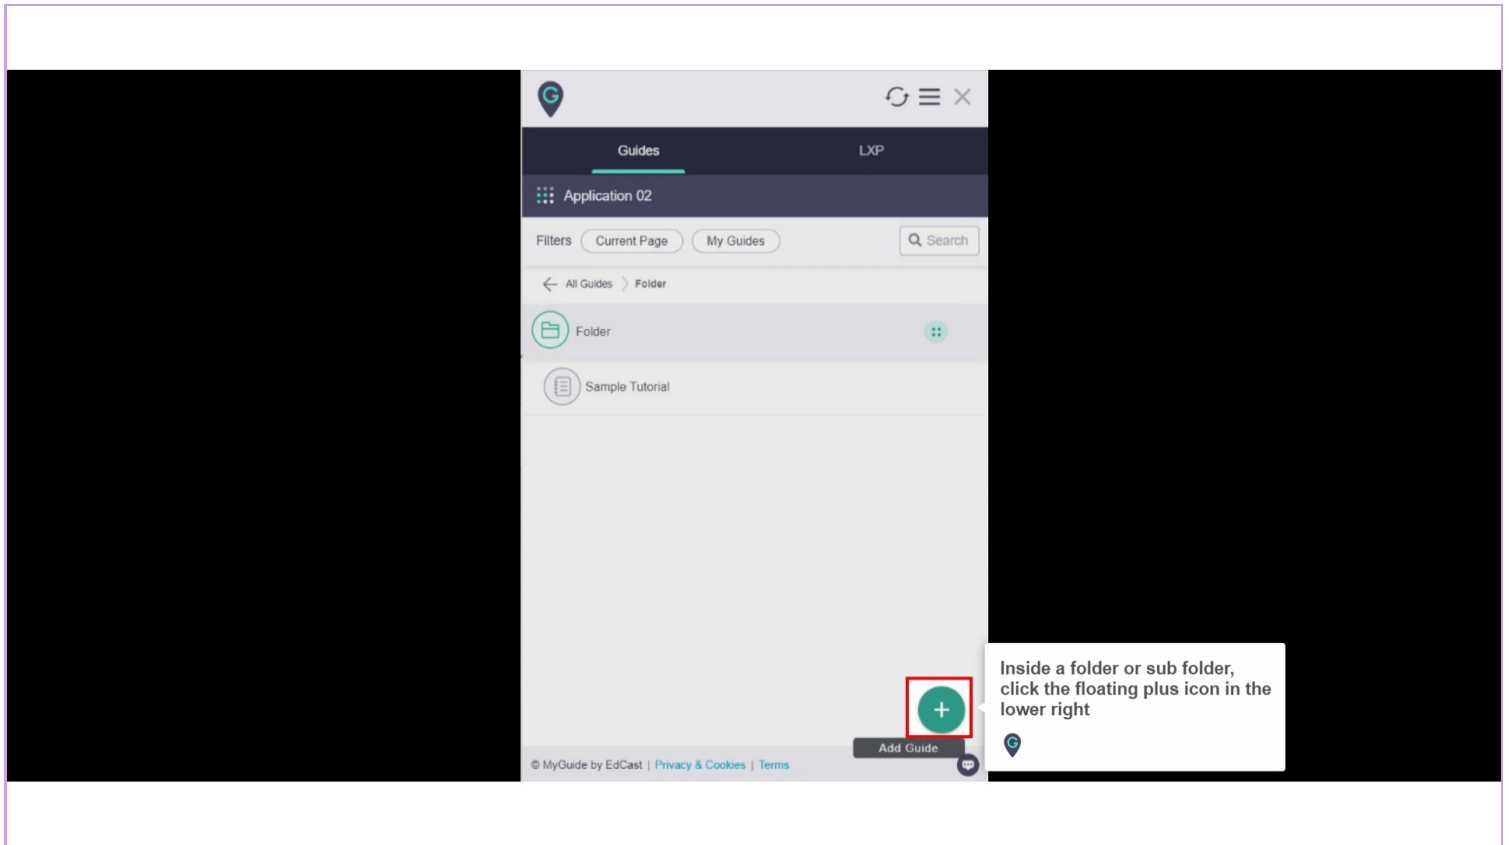 G
Guides
LXP
Application 02
Filters
Current Page
My Guides
Search
All Guides
Folder
Folder
Sample Tutorial
+
Add Guide
© MyGuide by EdCast | Privacy & Cookies | Terms
Inside a folder or sub folder,
click the floating plus icon in the
lower right
G